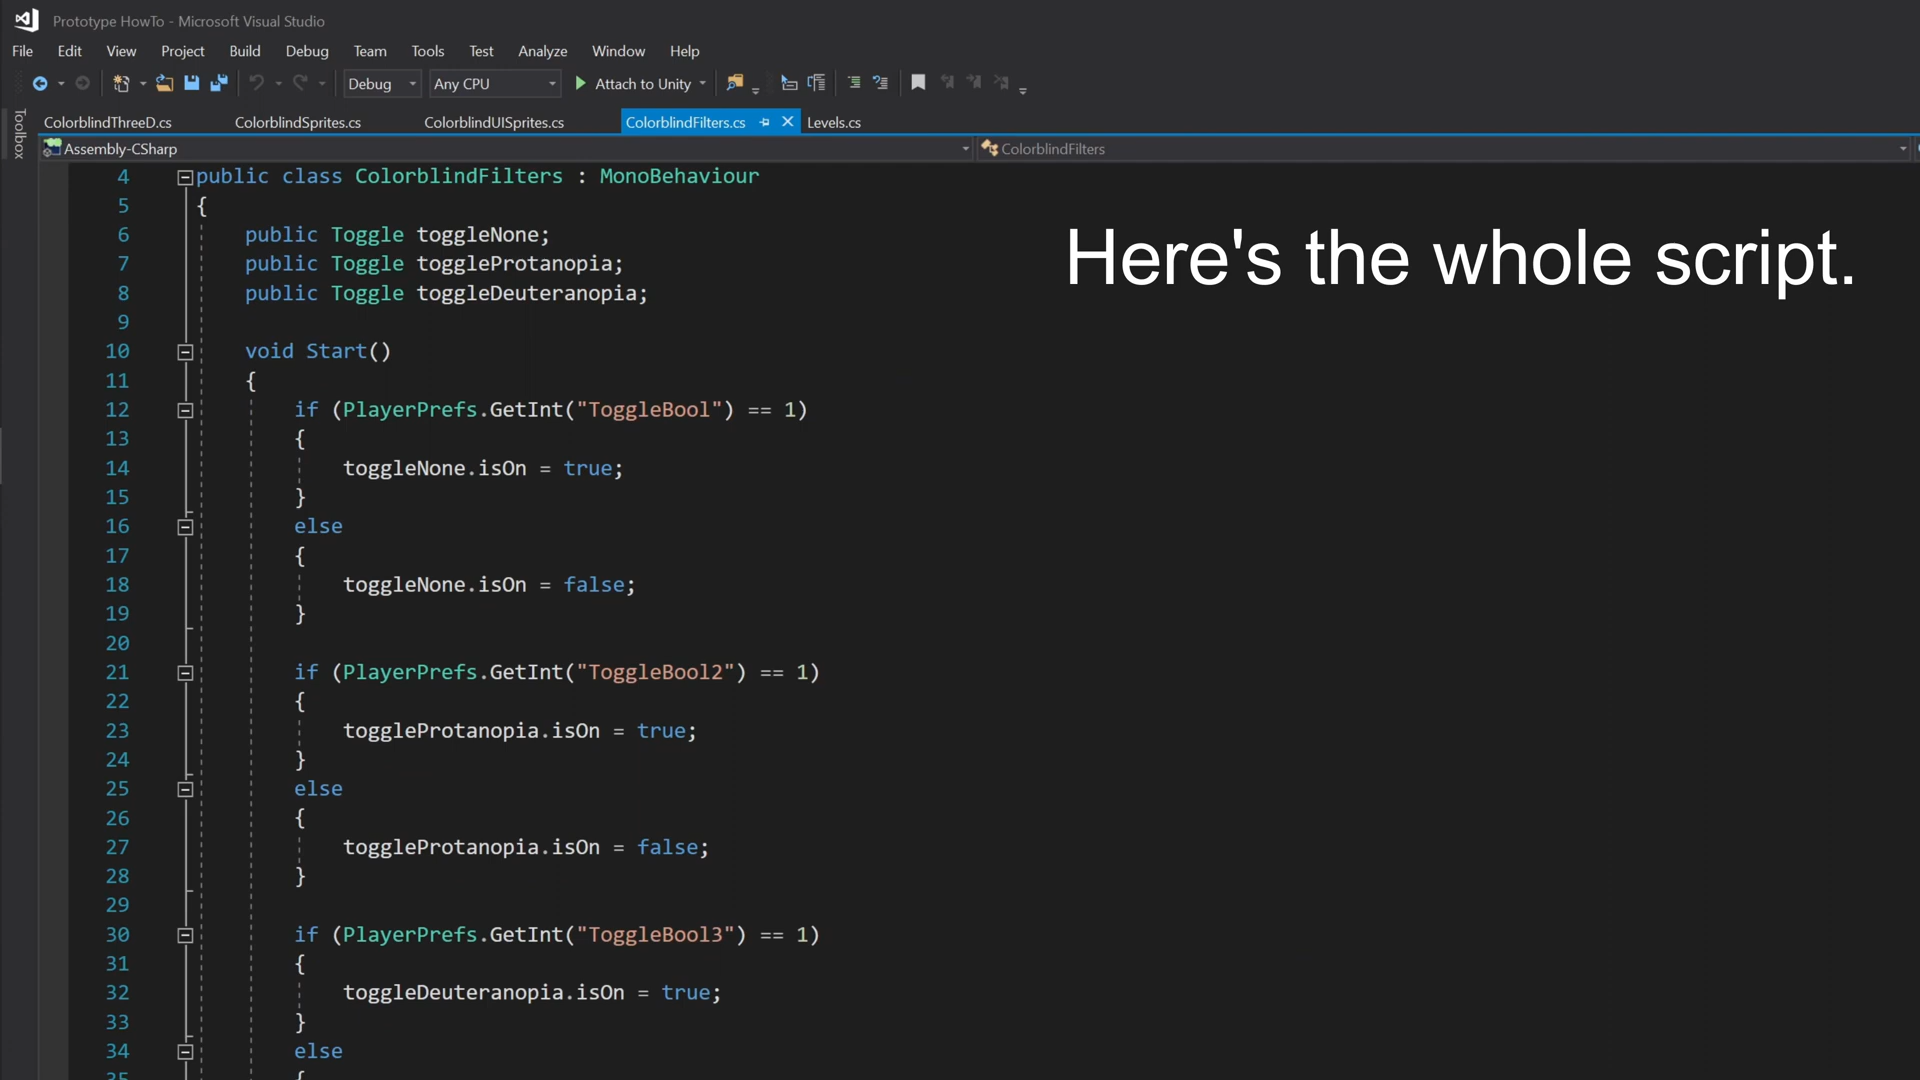 Prototype HowTo - Microsoft Visual Studio
File Edit View Project Build Debug Team Tools Test Analyze Window Help
Debug Any CPU Attach to Unity
Toolbox
ColorblindThreeD.cs ColorblindSprites.cs ColorblindUISprites.cs ColorblindFilters.cs Levels.cs
Assembly-CSharp ColorblindFilters
4 public class ColorblindFilters : MonoBehaviour
5 {
6 public Toggle toggleNone;
7 public Toggle toggleProtanopia;
8 public Toggle toggleDeuteranopia;
9
10 void Start()
11 {
12 if (PlayerPrefs.GetInt("ToggleBool") == 1)
13 {
14 toggleNone.isOn = true;
15 }
16 else
17 {
18 toggleNone.isOn = false;
19 }
20
21 if (PlayerPrefs.GetInt("ToggleBool2") == 1)
22 {
23 toggleProtanopia.isOn = true;
24 }
25 else
26 {
27 toggleProtanopia.isOn = false;
28 }
29
30 if (PlayerPrefs.GetInt("ToggleBool3") == 1)
31 {
32 toggleDeuteranopia.isOn = true;
33 }
34 else
35 {
Here's the whole script.